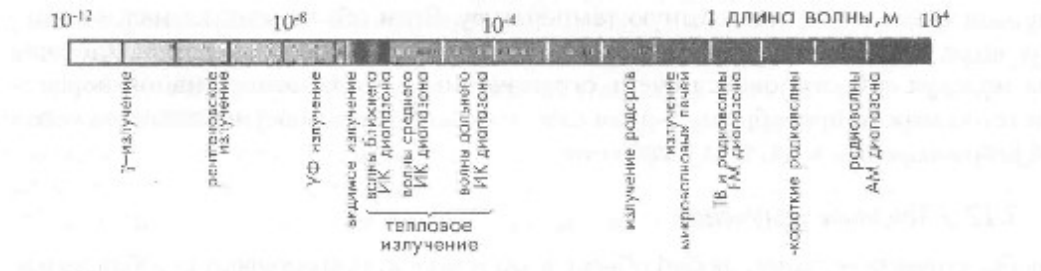 10⁻¹² 10⁻⁸ 10⁻⁴ 1 длина волны, м 10⁴
γ-излучение
рентгеновское
излучение
УФ излучение
видимое излучение
волны ближнего
ИК диапазона
волны среднего
ИК диапазона
волны дального
ИК диапазона
излучение радаров
излучение
микроволновых печей
ТВ и радиоволны
FM диапазона
короткие радиоволны
радиоволны
АМ диапазона
тепловое
излучение